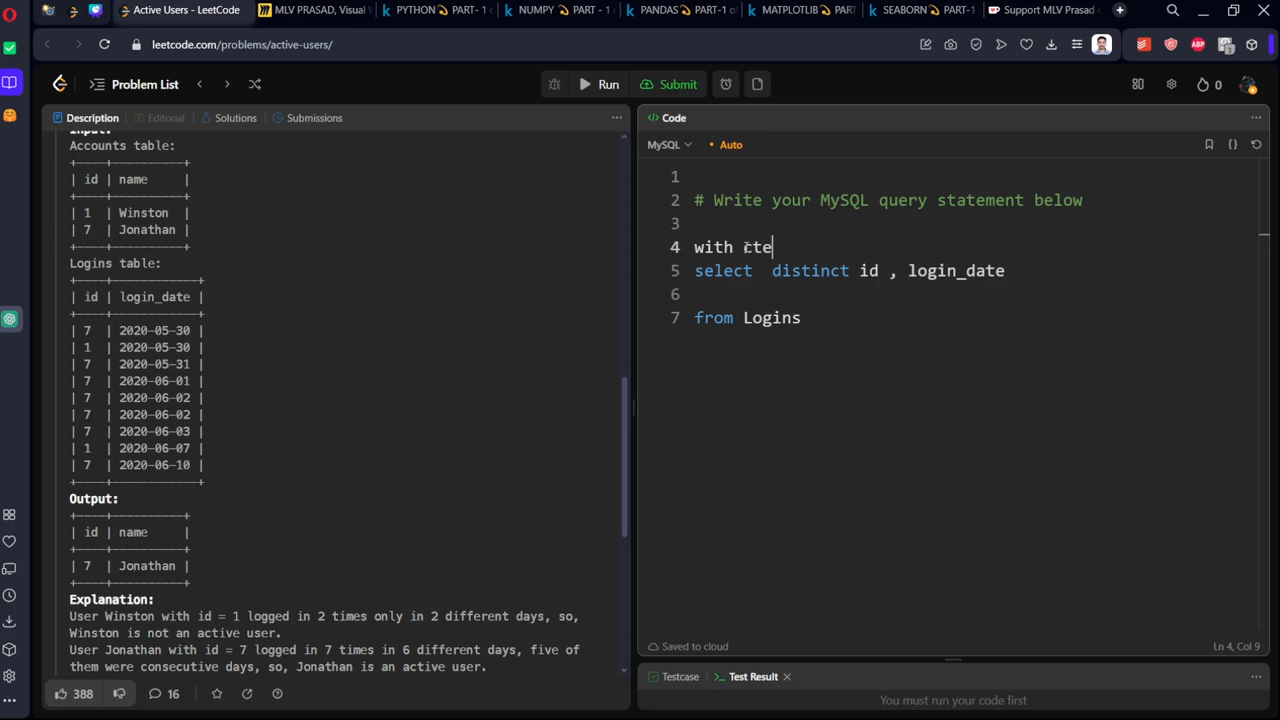 Active Users - LeetCode
MLV PRASAD, Visual
PYTHON PART- 1
NUMPY PART - 1
PANDAS PART-1 of
MATPLOTLIB PART
SEABORN PART-1
Support MLV Prasad
leetcode.com/problems/active-users/
Problem List
Run
Submit
0
Description
Editorial
Solutions
Submissions
Input:
Accounts table:
+----+----------+
| id | name     |
+----+----------+
| 1  | Winston  |
| 7  | Jonathan |
+----+----------+
Logins table:
+----+------------+
| id | login_date |
+----+------------+
| 7  | 2020-05-30 |
| 1  | 2020-05-30 |
| 7  | 2020-05-31 |
| 7  | 2020-06-01 |
| 7  | 2020-06-02 |
| 7  | 2020-06-02 |
| 7  | 2020-06-03 |
| 1  | 2020-06-07 |
| 7  | 2020-06-10 |
+----+------------+
Output:
+----+----------+
| id | name     |
+----+----------+
| 7  | Jonathan |
+----+----------+
Explanation:
User Winston with id = 1 logged in 2 times only in 2 different days, so,
Winston is not an active user.
User Jonathan with id = 7 logged in 7 times in 6 different days, five of
them were consecutive days, so, Jonathan is an active user.
388
16
Code
MySQL
Auto
1
2 # Write your MySQL query statement below
3
4 with cte
5 select  distinct id , login_date
6
7 from Logins
Saved to cloud
Ln 4, Col 9
Testcase
Test Result
You must run your code first